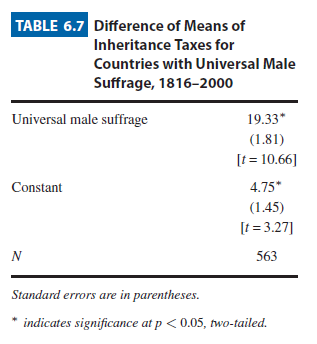 TABLE 6.7 Difference of Means of
Inheritance Taxes for
Countries with Universal Male
Suffrage, 1816–2000
Universal male suffrage 19.33*
(1.81)
[t = 10.66]
Constant 4.75*
(1.45)
[t = 3.27]
N 563
Standard errors are in parentheses.
* indicates significance at p < 0.05, two-tailed.